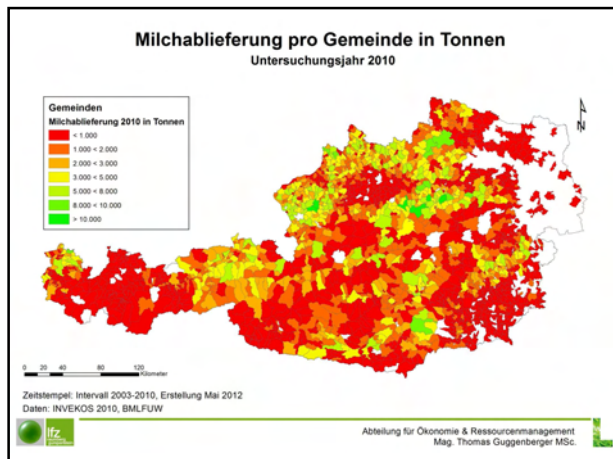 Milchablieferung pro Gemeinde in Tonnen
Untersuchungsjahr 2010
Gemeinden
Milchablieferung 2010 in Tonnen
< 1.000
1.000 < 2.000
2.000 < 3.000
3.000 < 5.000
5.000 < 8.000
8.000 < 10.000
> 10.000
N
0 20 40 80 120
Kilometer
Zeitstempel: Intervall 2003-2010, Erstellung Mai 2012
Daten: INVEKOS 2010, BMLFUW
lfz
Abteilung für Ökonomie & Ressourcenmanagement
Mag. Thomas Guggenberger MSc.